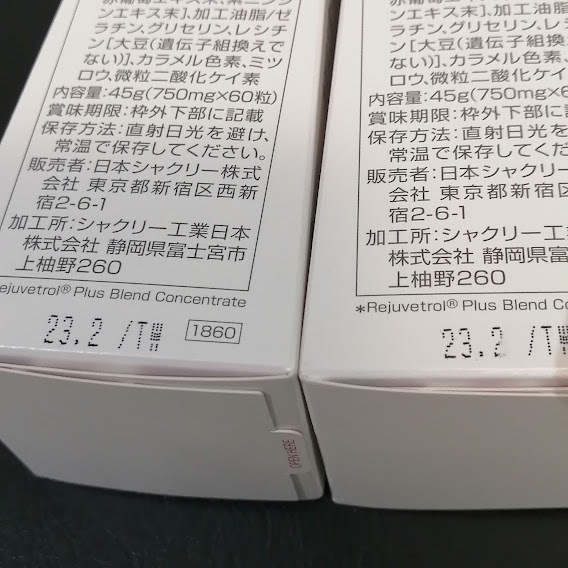 ンエキス末]、加工油脂/ゼ
ラチン、グリセリン、レシチ
ン[大豆(遺伝子組換えで
ない)]、カラメル色素、ミツ
ロウ、微粒二酸化ケイ素
内容量:45g(750mg×60粒)
賞味期限:枠外下部に記載
保存方法:直射日光を避け、
常温で保存してください。
販売者:日本シャクリー株式
会社 東京都新宿区西新
宿2-6-1
加工所:シャクリー工業日本
株式会社 静岡県富士宮市
上柚野260
Rejuvetrol® Plus Blend Concentrate
23.2 /TW
1860
OPEN HERE
ンエキス末]、加工油脂
ラチン、グリセリン、レ
ン[大豆(遺伝子組換
ない)]、カラメル色素
ロウ、微粒二酸化ケイ
内容量:45g(750mg×6
賞味期限:枠外下部に
保存方法:直射日光を
常温で保存してくだ
販売者:日本シャクリー
会社 東京都新宿
宿2-6-1
加工所:シャクリー工
株式会社 静岡県富
上柚野260
*Rejuvetrol® Plus Blend Co
23.2 /TW